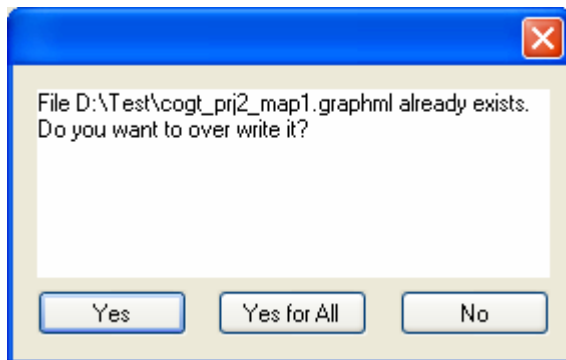 File D:\Test\cogt_prj2_map1.graphml already exists.
Do you want to over write it?
Yes
Yes for All
No